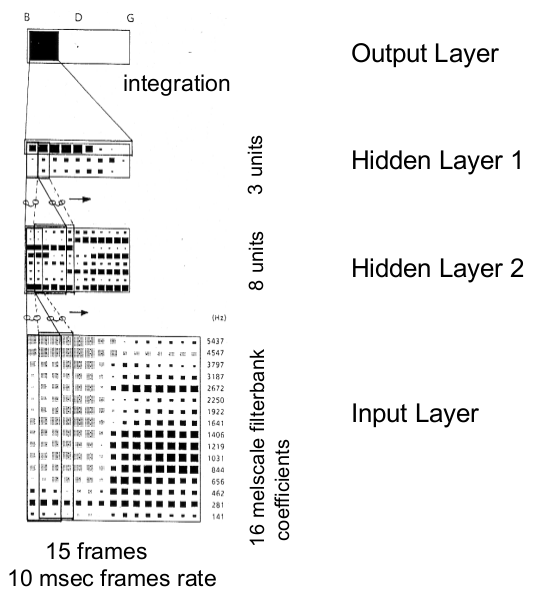 B D G
Output Layer
integration
3 units
Hidden Layer 1
8 units
Hidden Layer 2
(Hz)
5437
4547
3797
3187
2672
2250
1922
1641
1406
1219
1031
844
656
462
281
141
16 melscale filterbank
coefficients
Input Layer
15 frames
10 msec frames rate